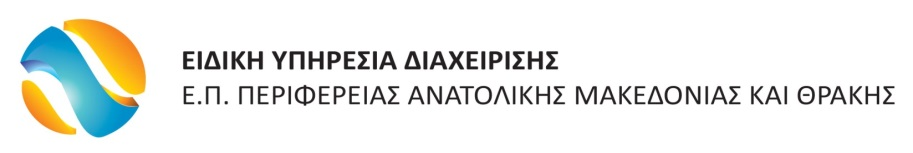 ΕΙΔΙΚΗ ΥΠΗΡΕΣΙΑ ΔΙΑΧΕΙΡΙΣΗΣ
Ε.Π. ΠΕΡΙΦΕΡΕΙΑΣ ΑΝΑΤΟΛΙΚΗΣ ΜΑΚΕΔΟΝΙΑΣ ΚΑΙ ΘΡΑΚΗΣ